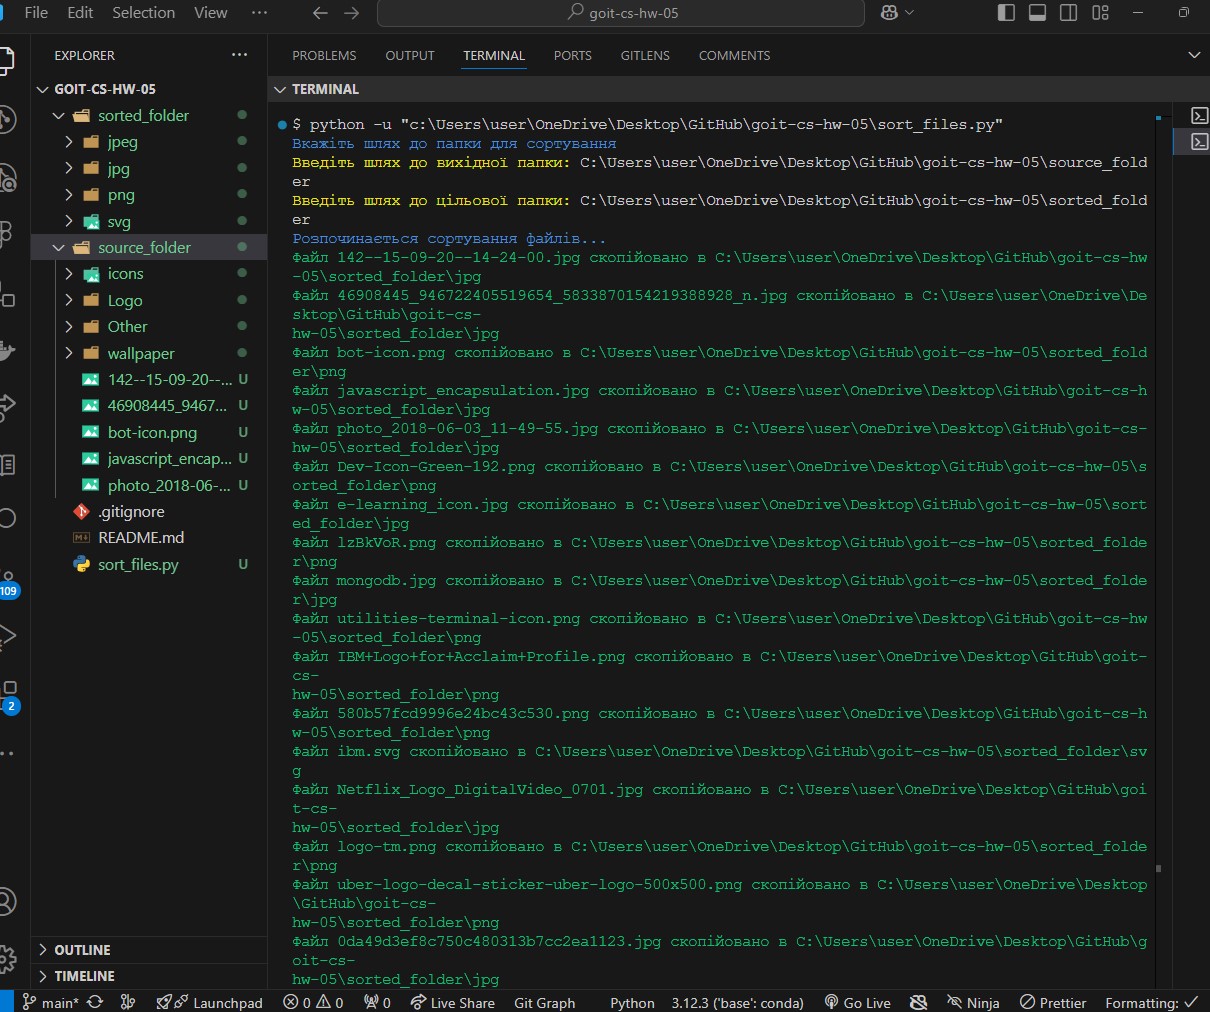 File Edit Selection View ··· goit-cs-hw-05
EXPLORER ···
GOIT-CS-HW-05
sorted_folder
jpeg
jpg
png
svg
source_folder
icons
Logo
Other
wallpaper
142--15-09-20--... U
46908445_9467... U
bot-icon.png U
javascript_encap... U
photo_2018-06-... U
.gitignore
README.md
sort_files.py U
109
2
OUTLINE
TIMELINE
PROBLEMS OUTPUT TERMINAL PORTS GITLENS COMMENTS
TERMINAL
$ python -u "c:\Users\user\OneDrive\Desktop\GitHub\goit-cs-hw-05\sort_files.py"
Вкажіть шлях до папки для сортування
Введіть шлях до вихідної папки: C:\Users\user\OneDrive\Desktop\GitHub\goit-cs-hw-05\source_fold
er
Введіть шлях до цільової папки: C:\Users\user\OneDrive\Desktop\GitHub\goit-cs-hw-05\sorted_fold
er
Розпочинається сортування файлів...
Файл 142--15-09-20--14-24-00.jpg скопійовано в C:\Users\user\OneDrive\Desktop\GitHub\goit-cs-hw
-05\sorted_folder\jpg
Файл 46908445_946722405519654_5833870154219388928_n.jpg скопійовано в C:\Users\user\OneDrive\De
sktop\GitHub\goit-cs-
hw-05\sorted_folder\jpg
Файл bot-icon.png скопійовано в C:\Users\user\OneDrive\Desktop\GitHub\goit-cs-hw-05\sorted_fold
er\png
Файл javascript_encapsulation.jpg скопійовано в C:\Users\user\OneDrive\Desktop\GitHub\goit-cs-h
w-05\sorted_folder\jpg
Файл photo_2018-06-03_11-49-55.jpg скопійовано в C:\Users\user\OneDrive\Desktop\GitHub\goit-cs-
hw-05\sorted_folder\jpg
Файл Dev-Icon-Green-192.png скопійовано в C:\Users\user\OneDrive\Desktop\GitHub\goit-cs-hw-05\s
orted_folder\png
Файл e-learning_icon.jpg скопійовано в C:\Users\user\OneDrive\Desktop\GitHub\goit-cs-hw-05\sort
ed_folder\jpg
Файл lzBkVoR.png скопійовано в C:\Users\user\OneDrive\Desktop\GitHub\goit-cs-hw-05\sorted_folde
r\png
Файл mongodb.jpg скопійовано в C:\Users\user\OneDrive\Desktop\GitHub\goit-cs-hw-05\sorted_folde
r\jpg
Файл utilities-terminal-icon.png скопійовано в C:\Users\user\OneDrive\Desktop\GitHub\goit-cs-hw
-05\sorted_folder\png
Файл IBM+Logo+for+Acclaim+Profile.png скопійовано в C:\Users\user\OneDrive\Desktop\GitHub\goit-
cs-
hw-05\sorted_folder\png
Файл 580b57fcd9996e24bc43c530.png скопійовано в C:\Users\user\OneDrive\Desktop\GitHub\goit-cs-h
w-05\sorted_folder\png
Файл ibm.svg скопійовано в C:\Users\user\OneDrive\Desktop\GitHub\goit-cs-hw-05\sorted_folder\sv
g
Файл Netflix_Logo_DigitalVideo_0701.jpg скопійовано в C:\Users\user\OneDrive\Desktop\GitHub\goi
t-cs-
hw-05\sorted_folder\jpg
Файл logo-tm.png скопійовано в C:\Users\user\OneDrive\Desktop\GitHub\goit-cs-hw-05\sorted_folde
r\png
Файл uber-logo-decal-sticker-uber-logo-500x500.png скопійовано в C:\Users\user\OneDrive\Desktop
\GitHub\goit-cs-
hw-05\sorted_folder\png
Файл 0da49d3ef8c750c480313b7cc2ea1123.jpg скопійовано в C:\Users\user\OneDrive\Desktop\GitHub\g
oit-cs-
hw-05\sorted_folder\jpg
main* Launchpad 0 0 0 Live Share Git Graph Python 3.12.3 ('base': conda) Go Live Ninja Prettier Formatting: ✓